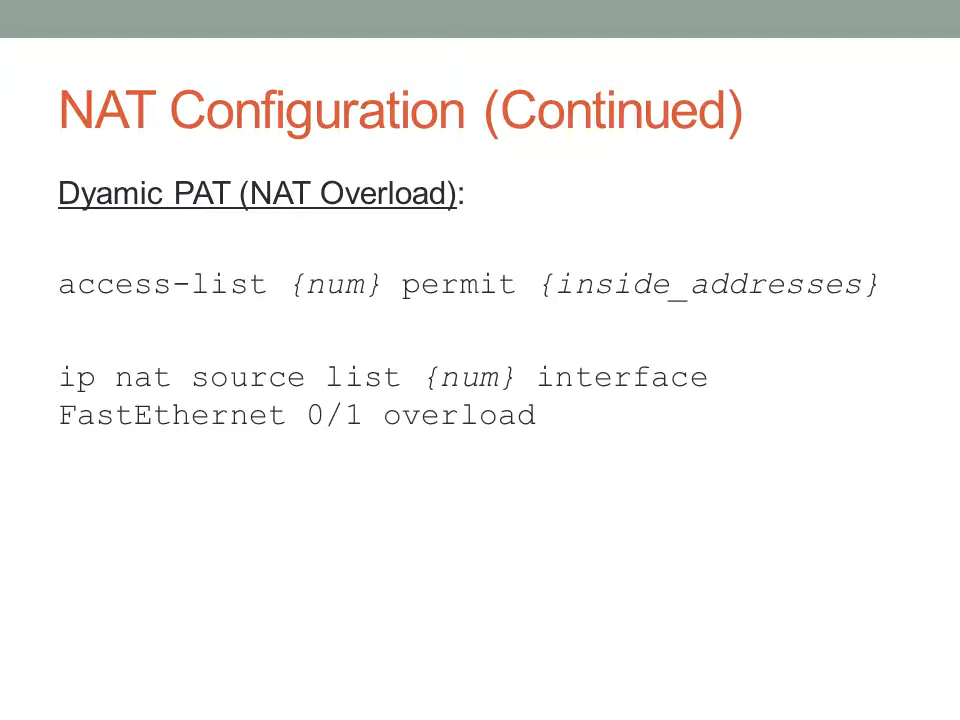 NAT Configuration (Continued)
Dyamic PAT (NAT Overload):
access-list {num} permit {inside_addresses}
ip nat source list {num} interface
FastEthernet 0/1 overload